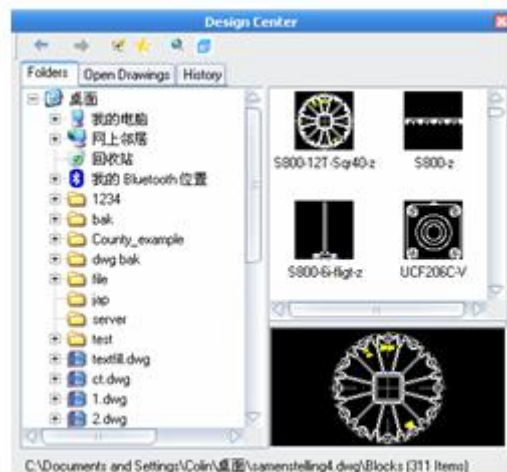 Design Center
Folders
Open Drawings
History
桌面
我的电脑
网上邻居
回收站
我的 Bluetooth 位置
1234
bak
County_example
dwg bak
file
jap
server
test
textfill.dwg
ct.dwg
1.dwg
2.dwg
S800-12T-Sqr40-z
S800-z
S800-6i-fligt-z
UCF206C-V
C:\Documents and Settings\Colin\桌面\samenstelling4.dwg\Blocks (311 Items)